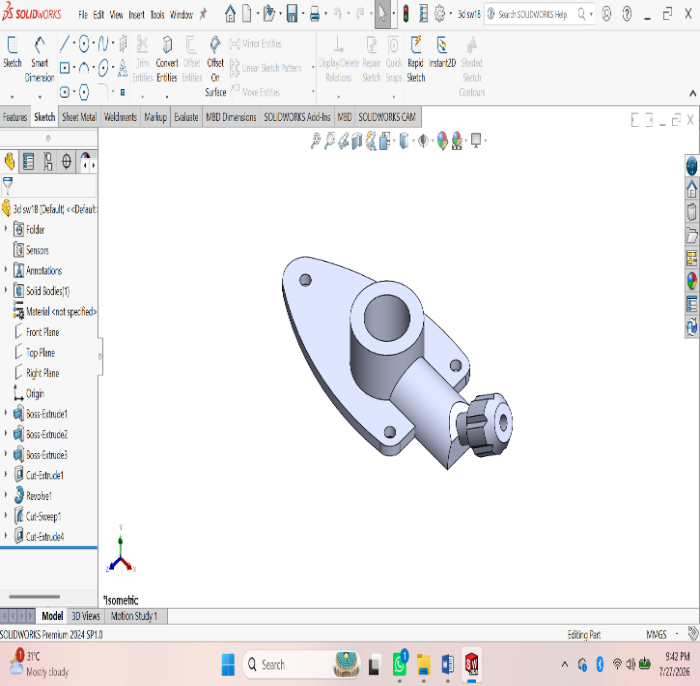 SOLIDWORKS File Edit View Insert Tools Window 3d sw18 Search SOLIDWORKS Help
Sketch Smart Dimension Trim Entities Convert Entities Offset Entities Offset On Surface Mirror Entities Linear Sketch Pattern Move Entities Display/Delete Relations Repair Sketch Quick Snaps Rapid Sketch Instant2D Shaded Sketch Contours
Features Sketch Sheet Metal Weldments Markup Evaluate MBD Dimensions SOLIDWORKS Add-Ins MBD SOLIDWORKS CAM
3d sw18 (Default) <<Default
Folder
Sensors
Annotations
Solid Bodies(1)
Material <not specified>
Front Plane
Top Plane
Right Plane
Origin
Boss-Extrude1
Boss-Extrude2
Boss-Extrude3
Cut-Extrude1
Revolve1
Cut-Sweep1
Cut-Extrude4
*Isometric
Model 3D Views Motion Study 1
SOLIDWORKS Premium 2024 SP1.0 Editing Part MMGS
31°C
Mostly cloudy
Search
9:42 PM
7/27/2026